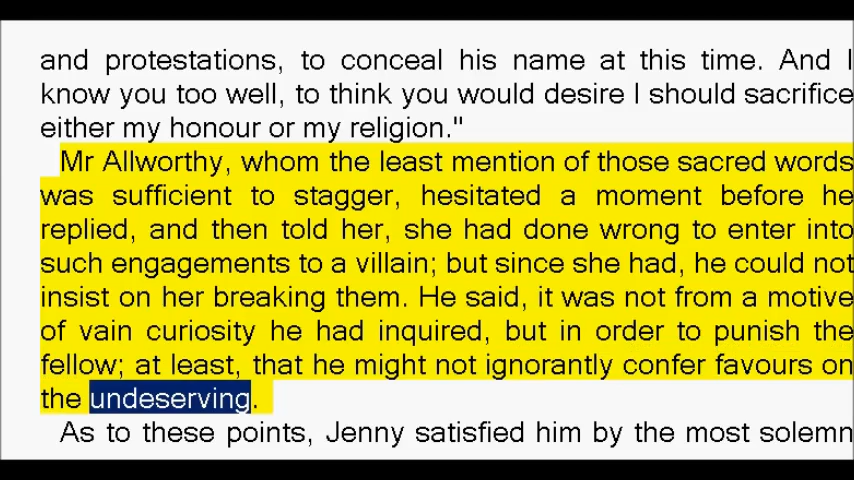 and protestations, to conceal his name at this time. And I
know you too well, to think you would desire I should sacrifice
either my honour or my religion."
Mr Allworthy, whom the least mention of those sacred words
was sufficient to stagger, hesitated a moment before he
replied, and then told her, she had done wrong to enter into
such engagements to a villain; but since she had, he could not
insist on her breaking them. He said, it was not from a motive
of vain curiosity he had inquired, but in order to punish the
fellow; at least, that he might not ignorantly confer favours on
the undeserving.
As to these points, Jenny satisfied him by the most solemn